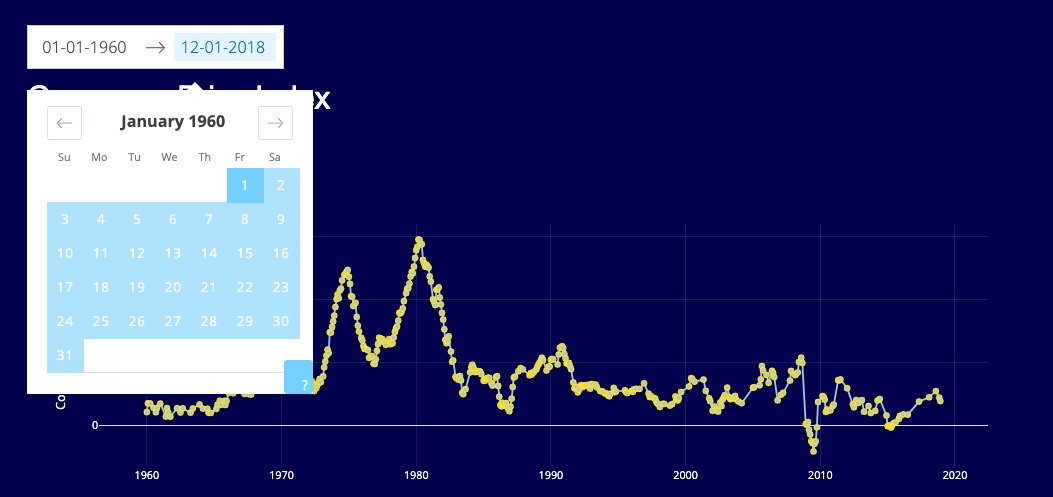 01-01-1960 → 12-01-2018
January 1960
Su Mo Tu We Th Fr Sa
1 2
3 4 5 6 7 8 9
10 11 12 13 14 15 16
17 18 19 20 21 22 23
24 25 26 27 28 29 30
31
?
0
1960 1970 1980 1990 2000 2010 2020